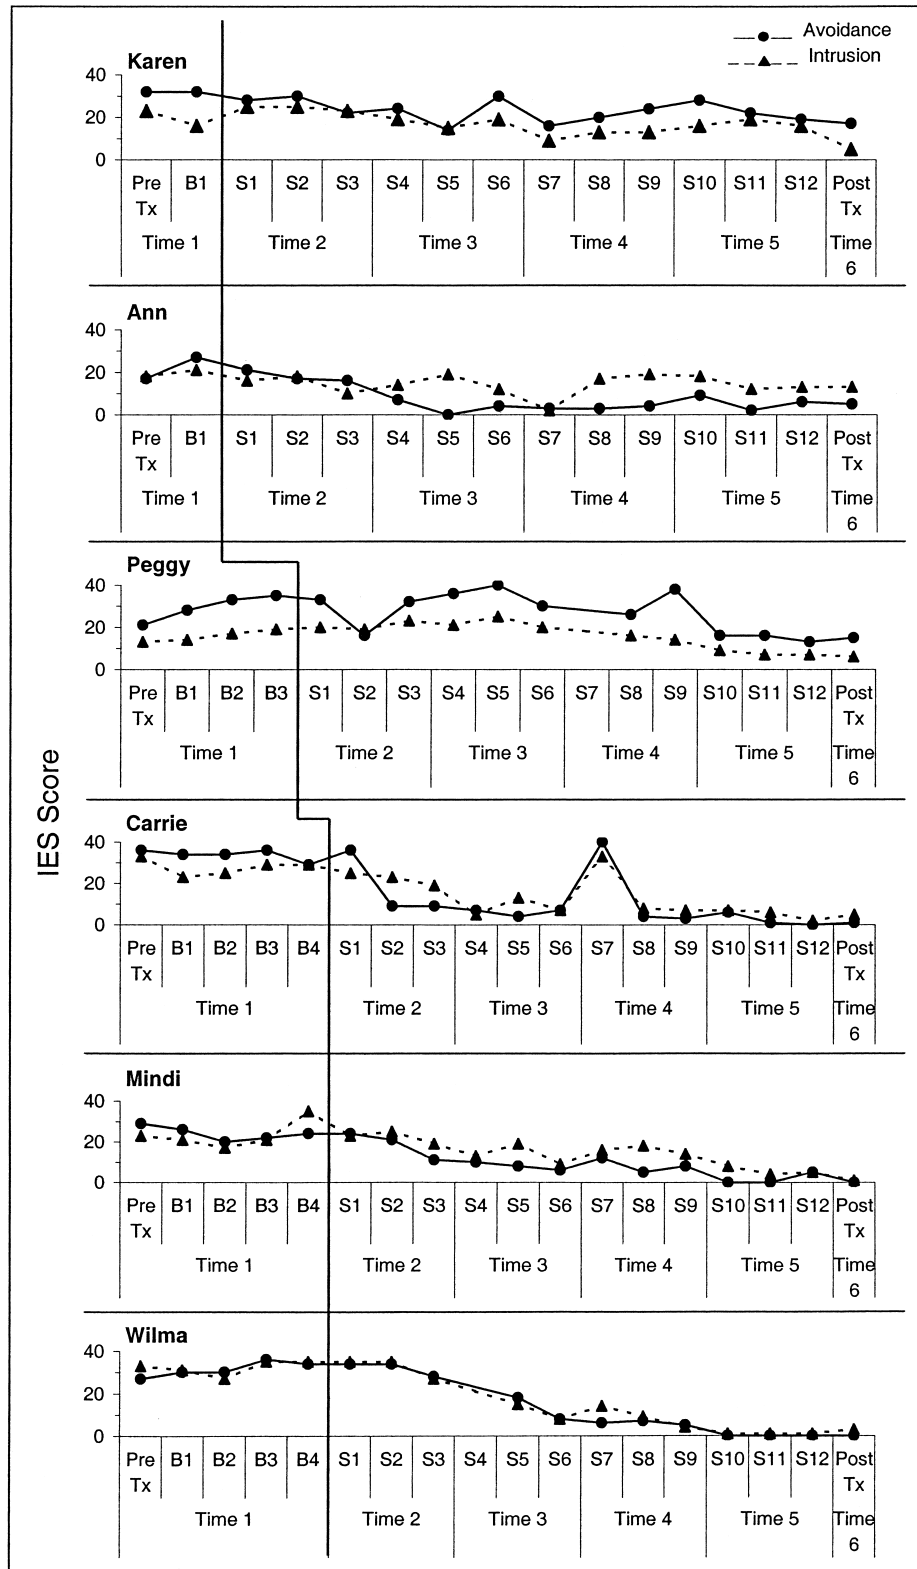 Avoidance
Intrusion
Karen
40
20
0
Pre Tx B1 S1 S2 S3 S4 S5 S6 S7 S8 S9 S10 S11 S12 Post Tx
Time 1 Time 2 Time 3 Time 4 Time 5 Time 6
Ann
40
20
0
Pre Tx B1 S1 S2 S3 S4 S5 S6 S7 S8 S9 S10 S11 S12 Post Tx
Time 1 Time 2 Time 3 Time 4 Time 5 Time 6
Peggy
40
20
0
Pre Tx B1 B2 B3 S1 S2 S3 S4 S5 S6 S7 S8 S9 S10 S11 S12 Post Tx
Time 1 Time 2 Time 3 Time 4 Time 5 Time 6
IES Score
Carrie
40
20
0
Pre Tx B1 B2 B3 B4 S1 S2 S3 S4 S5 S6 S7 S8 S9 S10 S11 S12 Post Tx
Time 1 Time 2 Time 3 Time 4 Time 5 Time 6
Mindi
40
20
0
Pre Tx B1 B2 B3 B4 S1 S2 S3 S4 S5 S6 S7 S8 S9 S10 S11 S12 Post Tx
Time 1 Time 2 Time 3 Time 4 Time 5 Time 6
Wilma
40
20
0
Pre Tx B1 B2 B3 B4 S1 S2 S3 S4 S5 S6 S7 S8 S9 S10 S11 S12 Post Tx
Time 1 Time 2 Time 3 Time 4 Time 5 Time 6